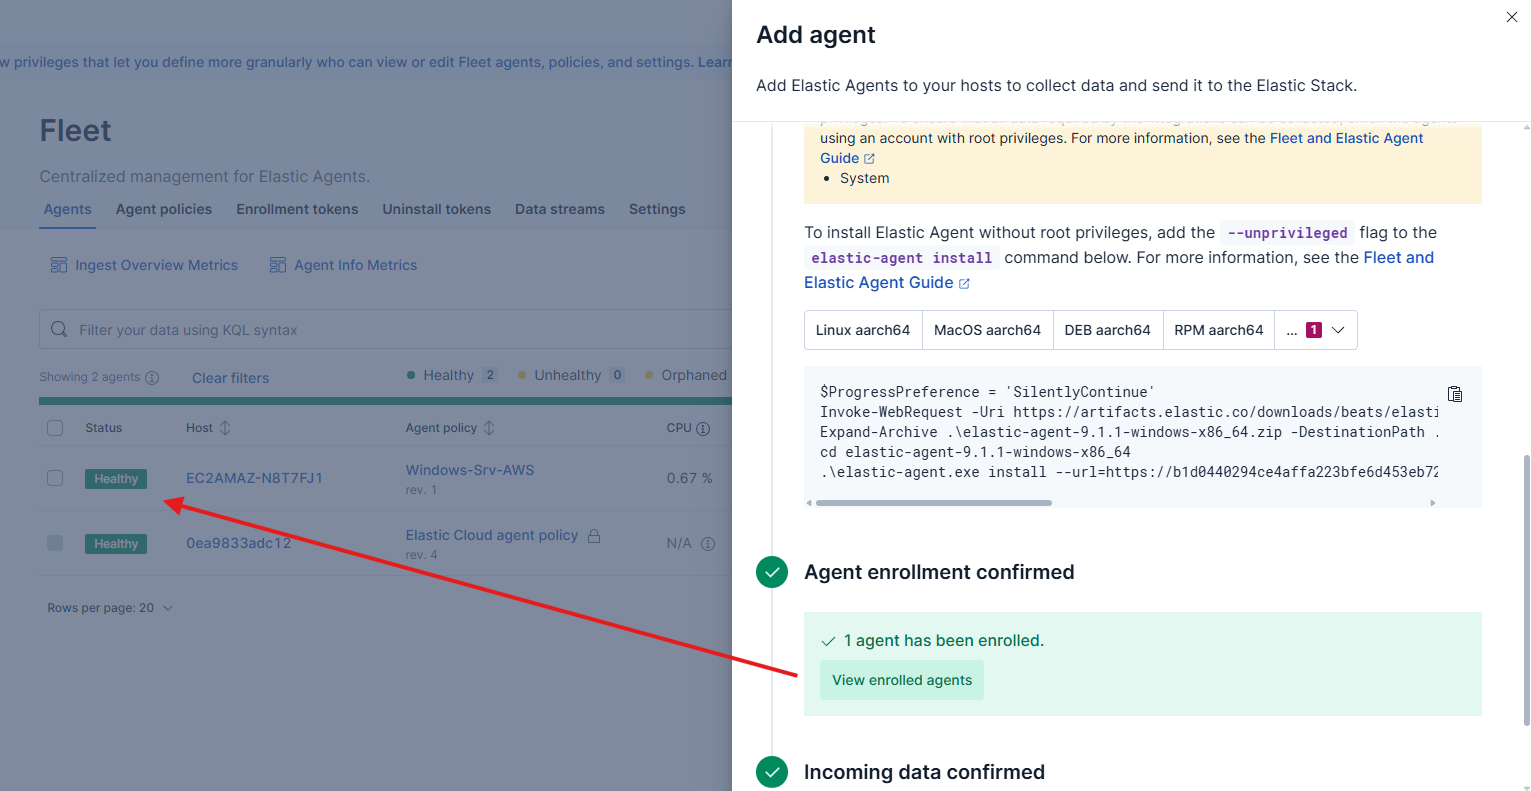 w privileges that let you define more granularly who can view or edit Fleet agents, policies, and settings. Learn
Fleet
Centralized management for Elastic Agents.
Agents Agent policies Enrollment tokens Uninstall tokens Data streams Settings
Ingest Overview Metrics Agent Info Metrics
Filter your data using KQL syntax
Showing 2 agents Clear filters Healthy 2 Unhealthy 0 Orphaned
Status Host Agent policy CPU
Healthy EC2AMAZ-N8T7FJ1 Windows-Srv-AWS 0.67 %
rev. 1
Healthy 0ea9833adc12 Elastic Cloud agent policy N/A
rev. 4
Rows per page: 20
Add agent
Add Elastic Agents to your hosts to collect data and send it to the Elastic Stack.
using an account with root privileges. For more information, see the Fleet and Elastic Agent
Guide
• System
To install Elastic Agent without root privileges, add the --unprivileged flag to the
elastic-agent install command below. For more information, see the Fleet and
Elastic Agent Guide
Linux aarch64 MacOS aarch64 DEB aarch64 RPM aarch64 ... 1
$ProgressPreference = 'SilentlyContinue'
Invoke-WebRequest -Uri https://artifacts.elastic.co/downloads/beats/elasti
Expand-Archive .\elastic-agent-9.1.1-windows-x86_64.zip -DestinationPath .
cd elastic-agent-9.1.1-windows-x86_64
.\elastic-agent.exe install --url=https://b1d0440294ce4affa223bfe6d453eb72
Agent enrollment confirmed
1 agent has been enrolled.
View enrolled agents
Incoming data confirmed